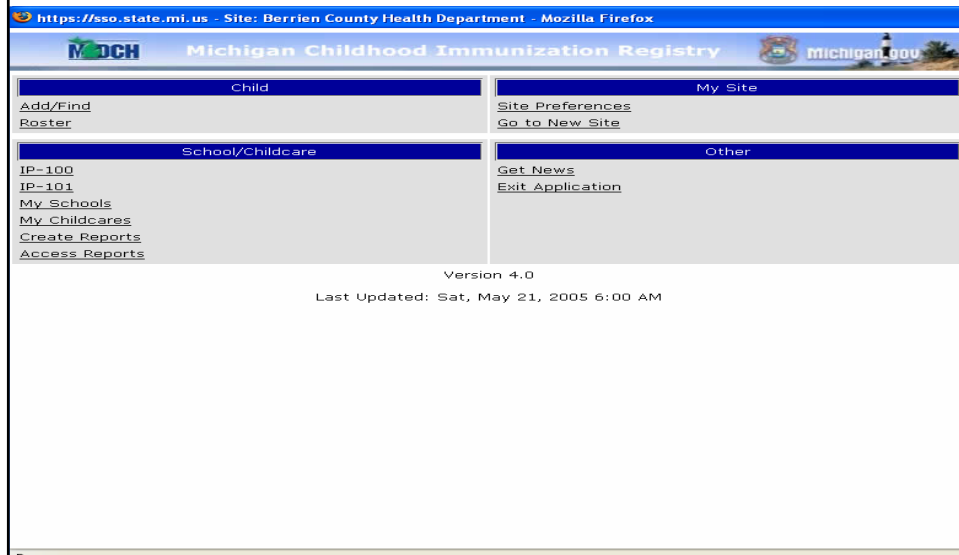 https://sso.state.mi.us - Site: Berrien County Health Department - Mozilla Firefox
MDCH Michigan Childhood Immunization Registry Michigan.gov
Child
Add/Find
Roster
My Site
Site Preferences
Go to New Site
School/Childcare
IP-100
IP-101
My Schools
My Childcares
Create Reports
Access Reports
Other
Get News
Exit Application
Version 4.0
Last Updated: Sat, May 21, 2005 6:00 AM